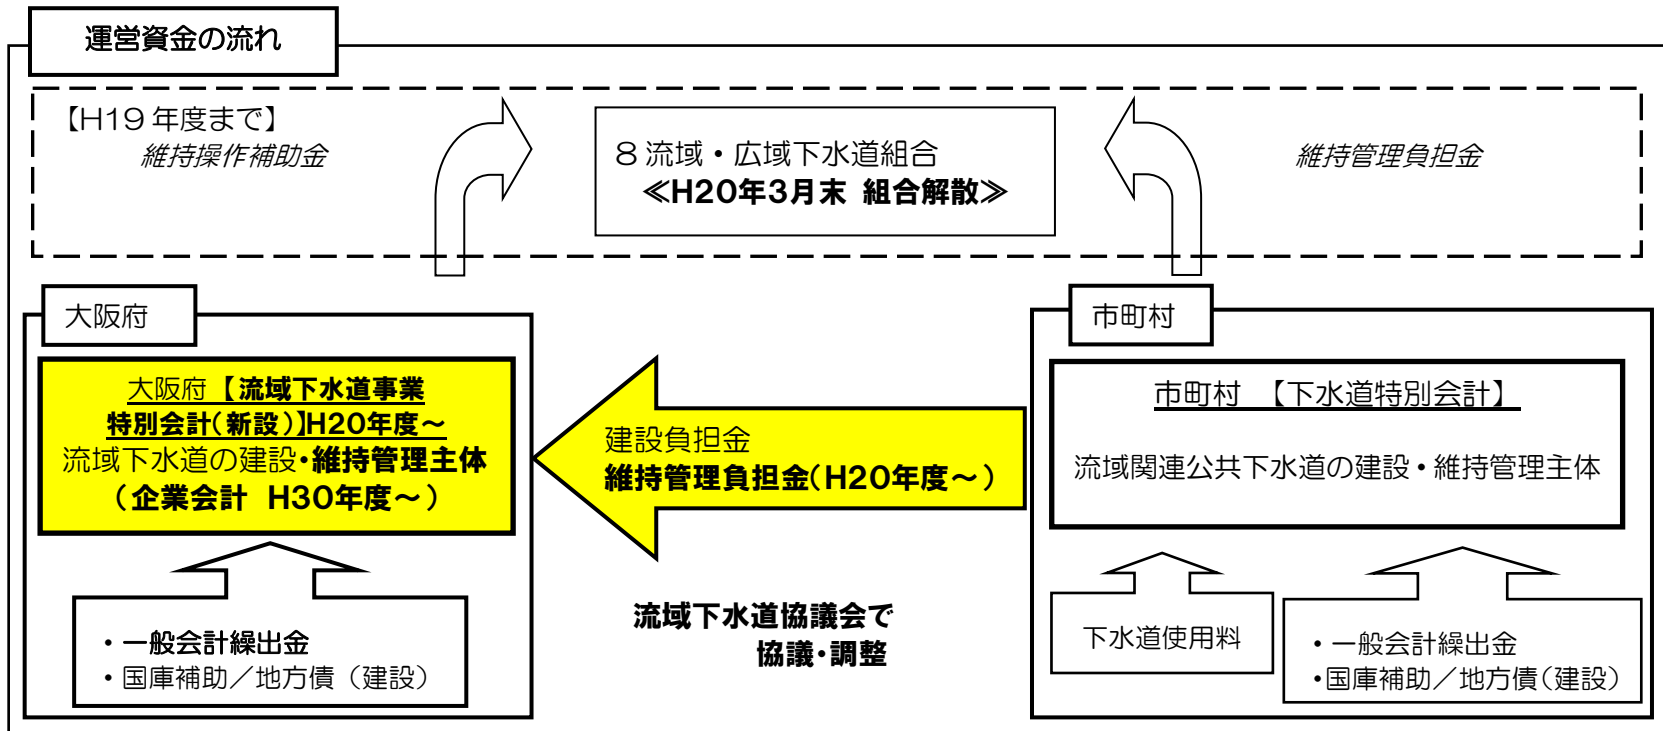 運営資金の流れ
【H19年度まで】
維持操作補助金
8流域・広域下水道組合
≪H20年3月末 組合解散≫
維持管理負担金
大阪府
大阪府【流域下水道事業
特別会計(新設)】H20年度～
流域下水道の建設・維持管理主体
(企業会計 H30年度～)
・一般会計繰出金
・国庫補助／地方債(建設)
建設負担金
維持管理負担金(H20年度～)
流域下水道協議会で
協議・調整
市町村
市町村 【下水道特別会計】
流域関連公共下水道の建設・維持管理主体
下水道使用料
・一般会計繰出金
・国庫補助／地方債(建設)